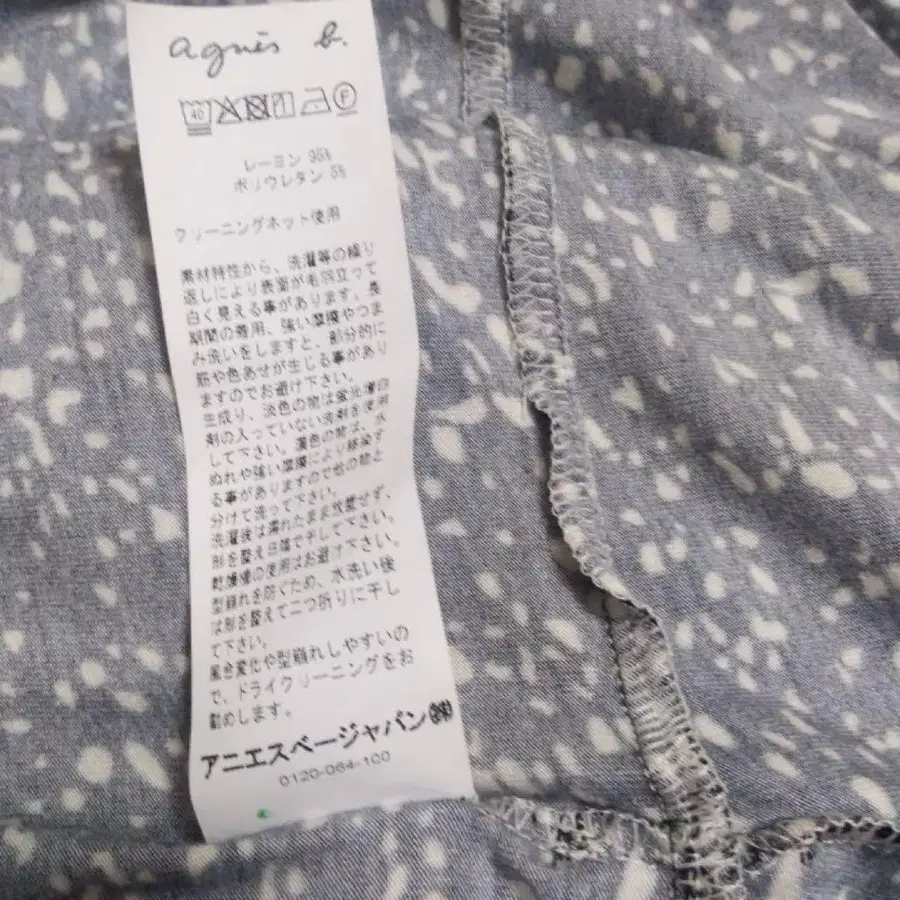 agnès b.
40 F
レーヨン 95%
ポリウレタン 5%
クリーニングネット使用
素材特性から、洗濯等の繰り
返しにより表面が毛羽立って
白く見える事があります。長
期間の着用、強い摩擦やつま
み洗いをしますと、部分的に
筋や色あせが生じる事があり
ますのでお避け下さい。
生成り、淡色の物は蛍光増白
剤の入っていない洗剤を使用
して下さい。濃色の物は、水
ぬれや強い摩擦により移染す
る事がありますので他の物と
分けて洗って下さい。
洗濯後は濡れたまま放置せず、
形を整え日陰で干して下さい。
乾燥機の使用はお避け下さい。
型崩れを防ぐため、水洗い後
は形を整えて二つ折りに干し
て下さい。
風合変化や型崩れしやすいの
で、ドライクリーニングをお
勧めします。
アニエスベージャパン㈱
0120-064-100